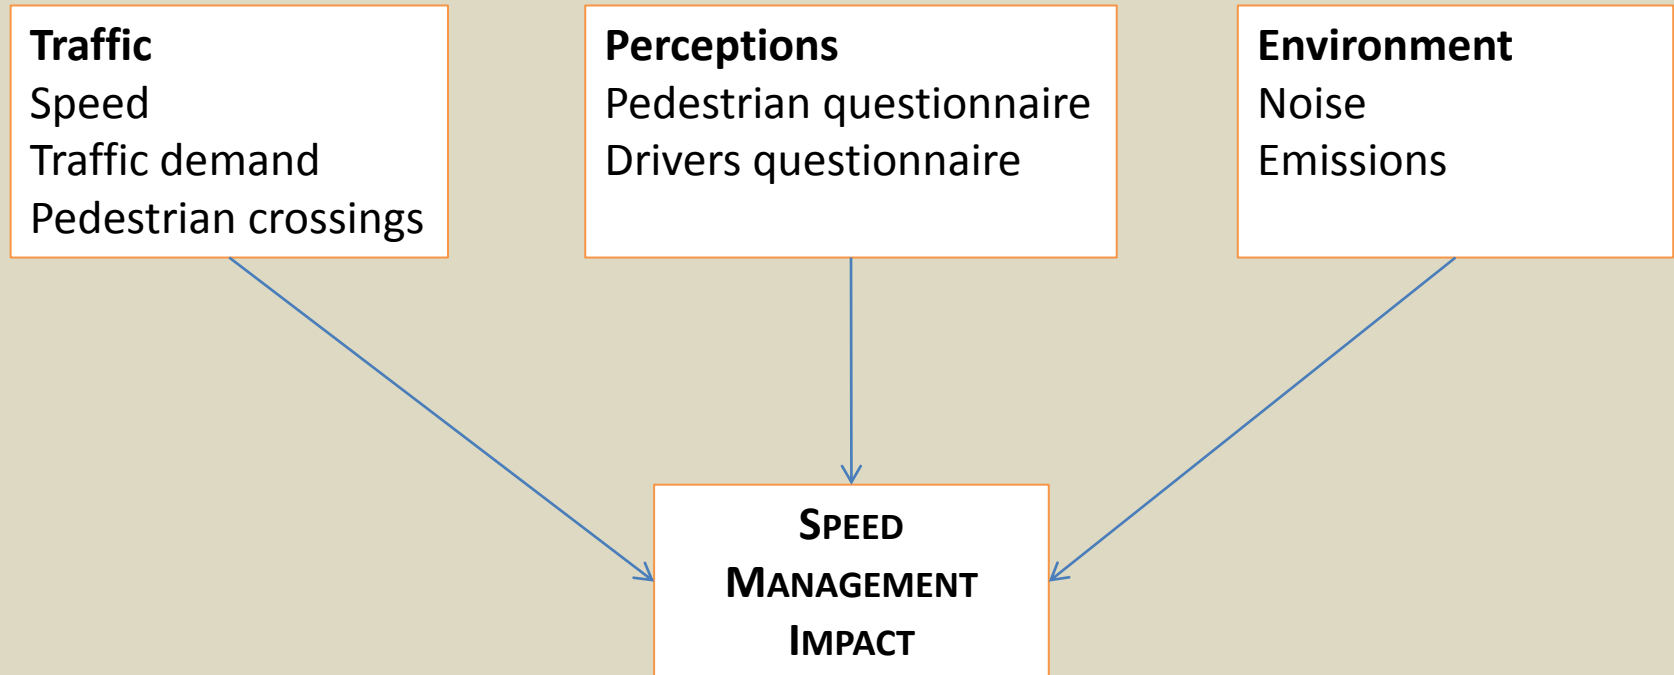 Traffic
Speed
Traffic demand
Pedestrian crossings
Perceptions
Pedestrian questionnaire
Drivers questionnaire
Environment
Noise
Emissions
SPEED
MANAGEMENT
IMPACT